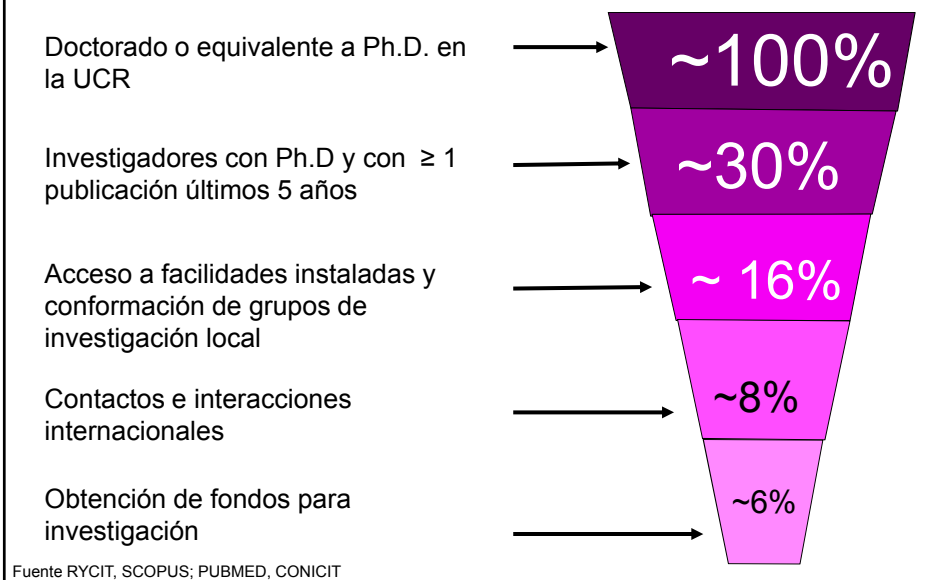 Doctorado o equivalente a Ph.D. en
la UCR
~100%
Investigadores con Ph.D y con ≥ 1
publicación últimos 5 años
~30%
Acceso a facilidades instaladas y
conformación de grupos de
investigación local
~ 16%
Contactos e interacciones
internacionales
~8%
Obtención de fondos para
investigación
~6%
Fuente RYCIT, SCOPUS; PUBMED, CONICIT